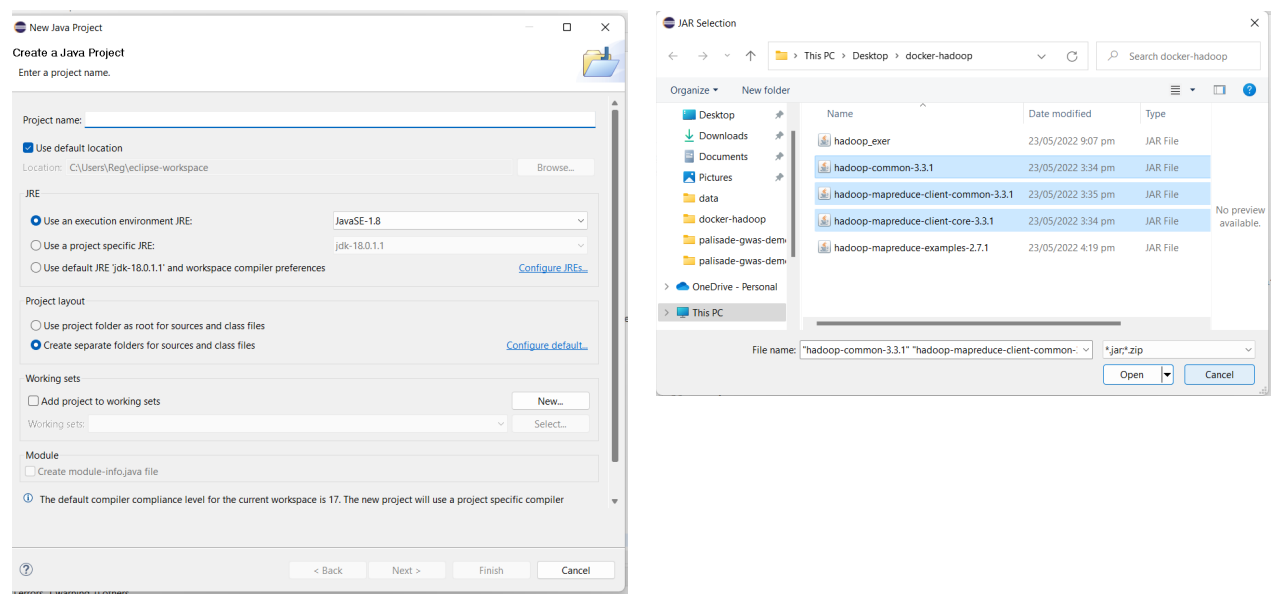 New Java Project
Create a Java Project
Enter a project name.
Project name:
Use default location
Location: C:\Users\Reg\eclipse-workspace Browse...
JRE
Use an execution environment JRE: JavaSE-1.8
Use a project specific JRE: jdk-18.0.1.1
Use default JRE 'jdk-18.0.1.1' and workspace compiler preferences Configure JREs...
Project layout
Use project folder as root for sources and class files
Create separate folders for sources and class files Configure default...
Working sets
Add project to working sets New...
Working sets: Select...
Module
Create module-info.java file
The default compiler compliance level for the current workspace is 17. The new project will use a project specific compiler
< Back Next > Finish Cancel
JAR Selection
This PC > Desktop > docker-hadoop Search docker-hadoop
Organize New folder
Name Date modified Type
Desktop
Downloads
Documents
Pictures
data
docker-hadoop
palisade-gwas-dem
palisade-gwas-dem
OneDrive - Personal
This PC
hadoop_exer 23/05/2022 9:07 pm JAR File
hadoop-common-3.3.1 23/05/2022 3:34 pm JAR File
hadoop-mapreduce-client-common-3.3.1 23/05/2022 3:35 pm JAR File
hadoop-mapreduce-client-core-3.3.1 23/05/2022 3:34 pm JAR File
hadoop-mapreduce-examples-2.7.1 23/05/2022 4:19 pm JAR File
No preview
available.
File name: "hadoop-common-3.3.1" "hadoop-mapreduce-client-common-: *.jar;*.zip
Open Cancel